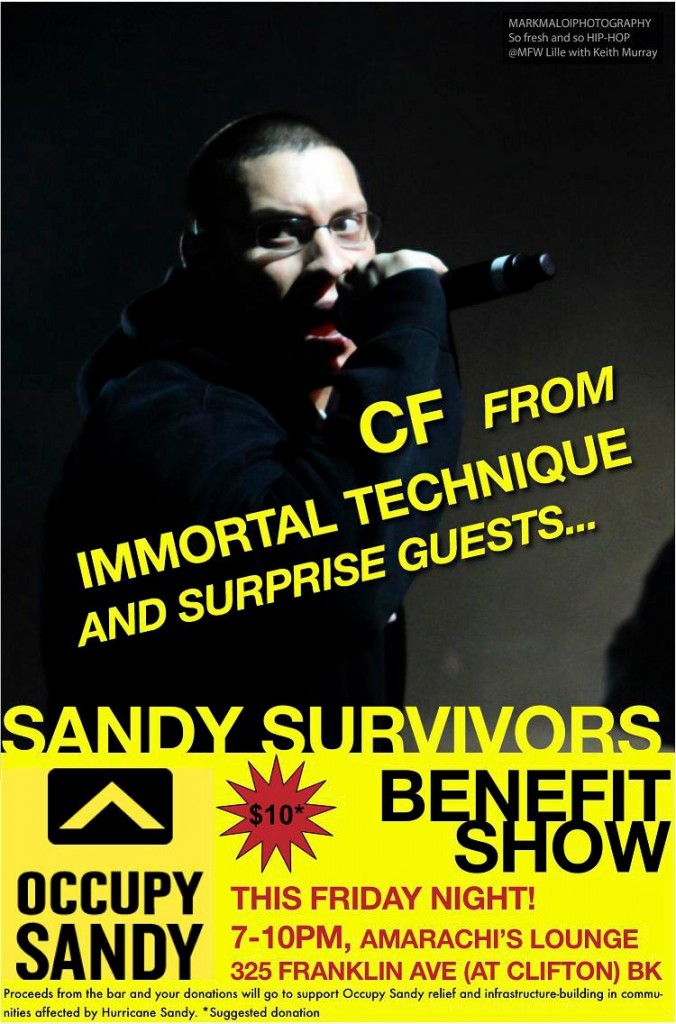 MARKMALOIPHOTOGRAPHY
So fresh and so HIP-HOP
@MFW Lille with Keith Murray
CF FROM
IMMORTAL TECHNIQUE
AND SURPRISE GUESTS...
SANDY SURVIVORS
BENEFIT
SHOW
$10*
OCCUPY
SANDY
THIS FRIDAY NIGHT!
7-10PM, AMARACHI'S LOUNGE
325 FRANKLIN AVE (AT CLIFTON) BK
Proceeds from the bar and your donations will go to support Occupy Sandy relief and infrastructure-building in commu-
nities affected by Hurricane Sandy. *Suggested donation